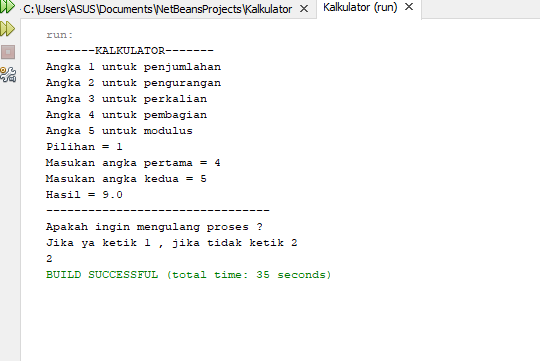 C:\Users\ASUS\Documents\NetBeansProjects\Kalkulator × Kalkulator (run) ×
run:
-------KALKULATOR-------
Angka 1 untuk penjumlahan
Angka 2 untuk pengurangan
Angka 3 untuk perkalian
Angka 4 untuk pembagian
Angka 5 untuk modulus
Pilihan = 1
Masukan angka pertama = 4
Masukan angka kedua = 5
Hasil = 9.0
--------------------------------
Apakah ingin mengulang proses ?
Jika ya ketik 1 , jika tidak ketik 2
2
BUILD SUCCESSFUL (total time: 35 seconds)